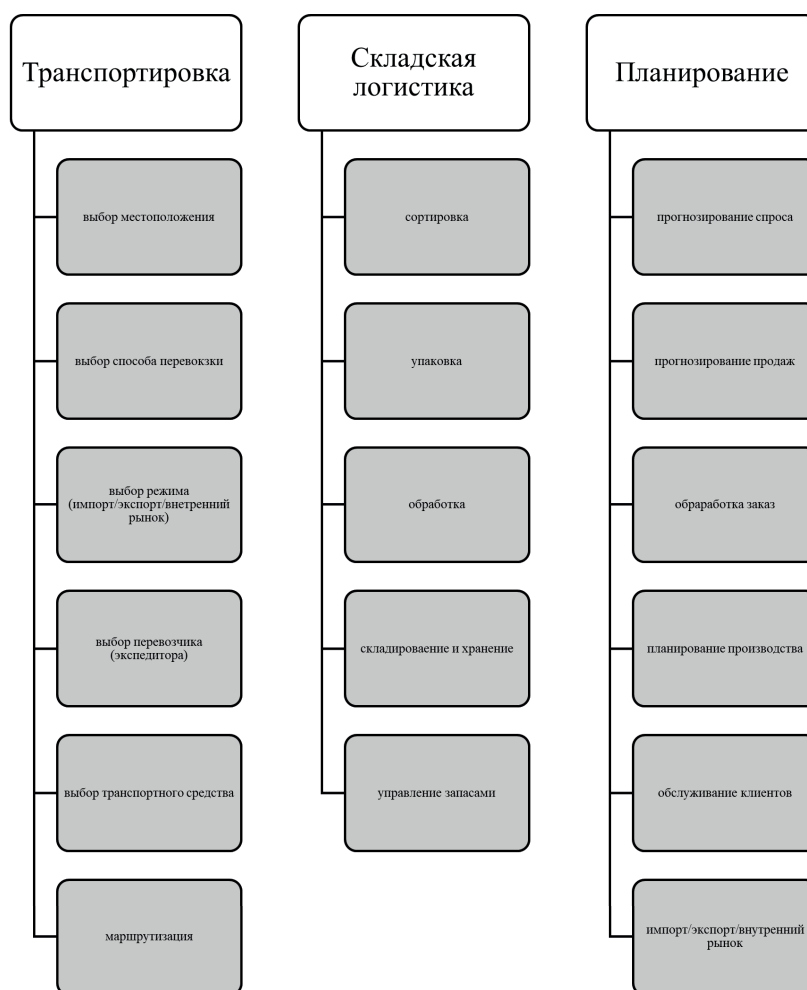 Транспортировка
выбор местоположения
выбор способа перевокзки
выбор режима
(импорт/экспорт/внетренний
рынок)
выбор перевозчика
(экспедитора)
выбор транспортного средства
маршрутизация
Складская
логистика
сортировка
упаковка
обработка
складироваение и хранение
управление запасами
Планирование
прогнозирование спроса
прогнозирование продаж
обраработка заказ
планирование производства
обслуживание клиентов
импорт/экспорт/внутренний
рынок